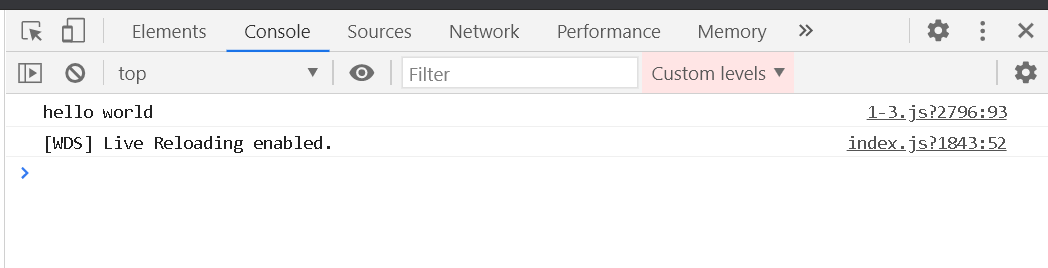 Elements Console Sources Network Performance Memory »
top Filter Custom levels
hello world 1-3.js?2796:93
[WDS] Live Reloading enabled. index.js?1843:52